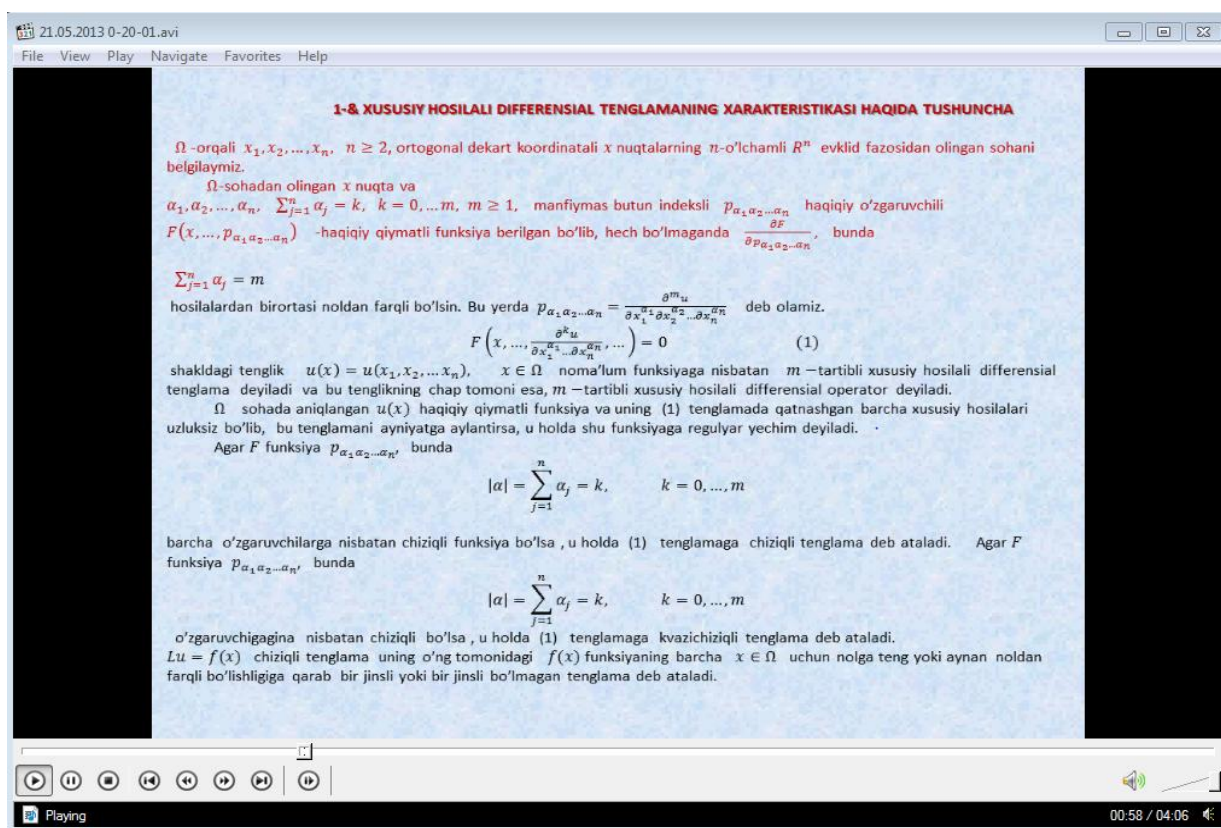 21.05.2013 0-20-01.avi
File View Play Navigate Favorites Help
1-& XUSUSIY HOSILALI DIFFERENSIAL TENGLAMANING XARAKTERISTIKASI HAQIDA TUSHUNCHA
Ω -orqali x₁, x₂, …, xₙ, n ≥ 2, ortogonal dekart koordinatali x nuqtalarning n-o'lchamli Rⁿ evklid fazosidan olingan sohani
belgilaymiz.
Ω-sohadan olingan x nuqta va
α₁, α₂, …, αₙ, ∑ⁿⱼ₌₁ αⱼ = k, k = 0, … m, m ≥ 1, manfiymas butun indeksli p_{α₁α₂…αₙ} haqiqiy o'zgaruvchili
F(x, …, p_{α₁α₂…αₙ}) -haqiqiy qiymatli funksiya berilgan bo'lib, hech bo'lmaganda ∂F/∂p_{α₁α₂…αₙ}, bunda
∑ⁿⱼ₌₁ αⱼ = m
hosilalardan birortasi noldan farqli bo'lsin. Bu yerda p_{α₁α₂…αₙ} = ∂ᵐu/∂x₁^{α₁}∂x₂^{α₂}…∂xₙ^{αₙ} deb olamiz.
F(x, …, ∂ᵏu/∂x₁^{α₁}…∂xₙ^{αₙ}, …) = 0 (1)
shakldagi tenglik u(x) = u(x₁, x₂, … xₙ), x ∈ Ω noma'lum funksiyaga nisbatan m −tartibli xususiy hosilali differensial
tenglama deyiladi va bu tenglikning chap tomoni esa, m −tartibli xususiy hosilali differensial operator deyiladi.
Ω sohada aniqlangan u(x) haqiqiy qiymatli funksiya va uning (1) tenglamada qatnashgan barcha xususiy hosilalari
uzluksiz bo'lib, bu tenglamani ayniyatga aylantirsa, u holda shu funksiyaga regulyar yechim deyiladi.
Agar F funksiya p_{α₁α₂…αₙ}, bunda
|α| = ∑ⁿⱼ₌₁ αⱼ = k, k = 0, …, m
barcha o'zgaruvchilarga nisbatan chiziqli funksiya bo'lsa , u holda (1) tenglamaga chiziqli tenglama deb ataladi. Agar F
funksiya p_{α₁α₂…αₙ}, bunda
|α| = ∑ⁿⱼ₌₁ αⱼ = k, k = 0, …, m
o'zgaruvchigagina nisbatan chiziqli bo'lsa , u holda (1) tenglamaga kvazichiziqli tenglama deb ataladi.
Lu = f(x) chiziqli tenglama uning o'ng tomonidagi f(x) funksiyaning barcha x ∈ Ω uchun nolga teng yoki aynan noldan
farqli bo'lishligiga qarab bir jinsli yoki bir jinsli bo'lmagan tenglama deb ataladi.
Playing 00:58 / 04:06